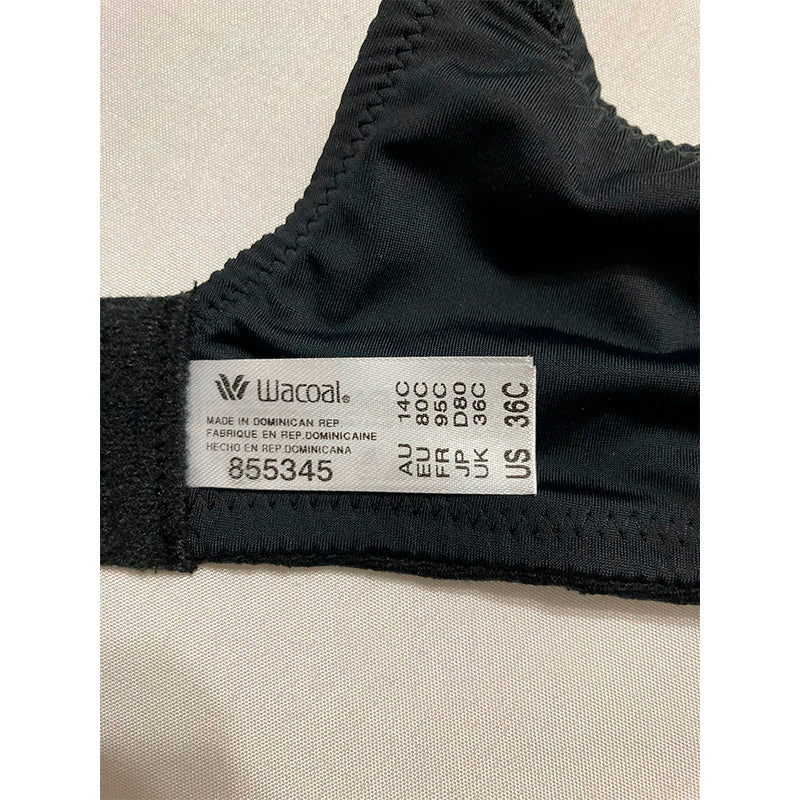 Wacoal®
MADE IN DOMINICAN REP
FABRIQUE EN REP.DOMINICAINE
HECHO EN REP.DOMINICANA
855345
AU 14C
EU 80C
FR 95C
JP D80
UK 36C
US 36C